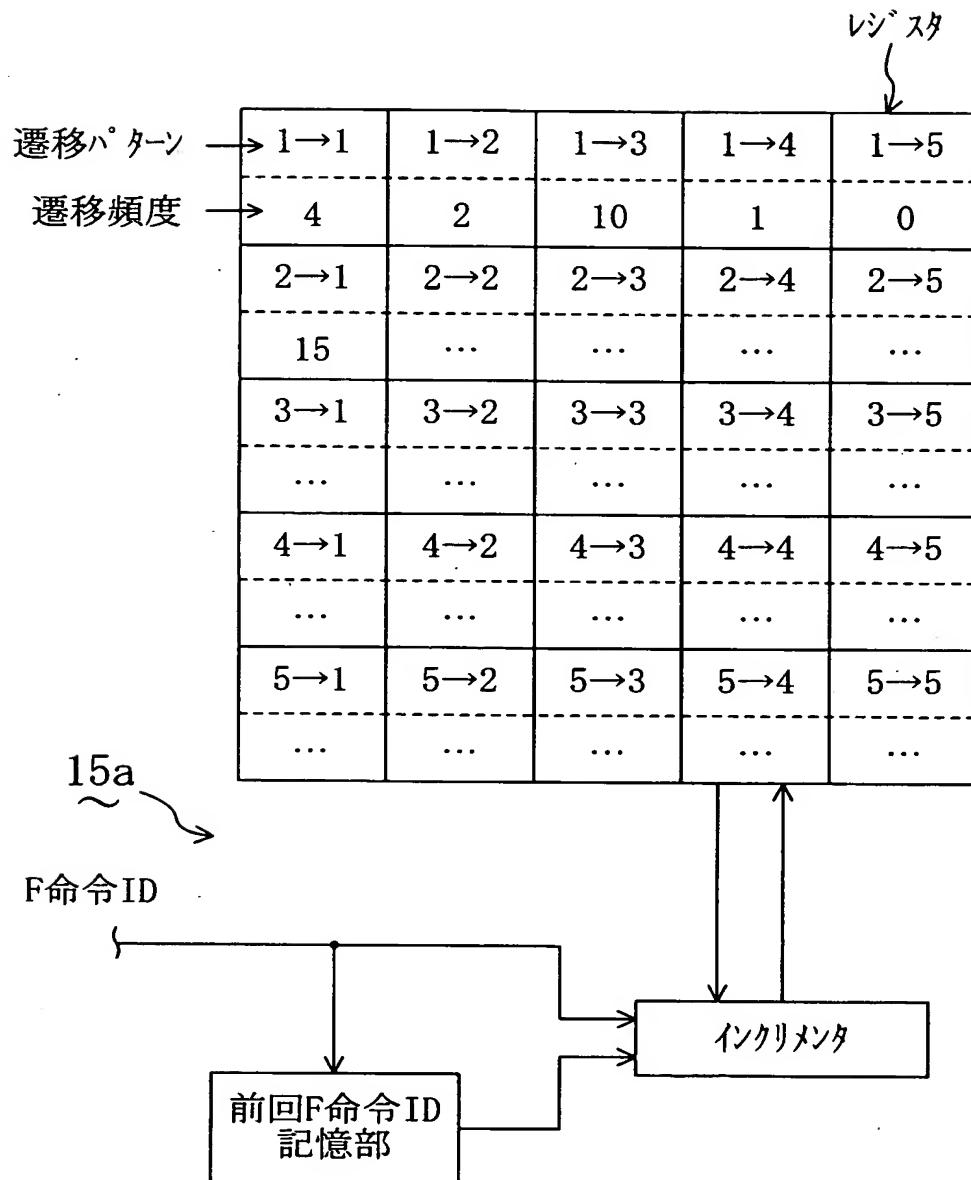 レジスタ
遷移パターン 1→1 1→2 1→3 1→4 1→5
遷移頻度 4 2 10 1 0
2→1 2→2 2→3 2→4 2→5
15 … … … …
3→1 3→2 3→3 3→4 3→5
… … … … …
4→1 4→2 4→3 4→4 4→5
… … … … …
5→1 5→2 5→3 5→4 5→5
… … … … …
15a
F命令ID
インクリメンタ
前回F命令ID
記憶部